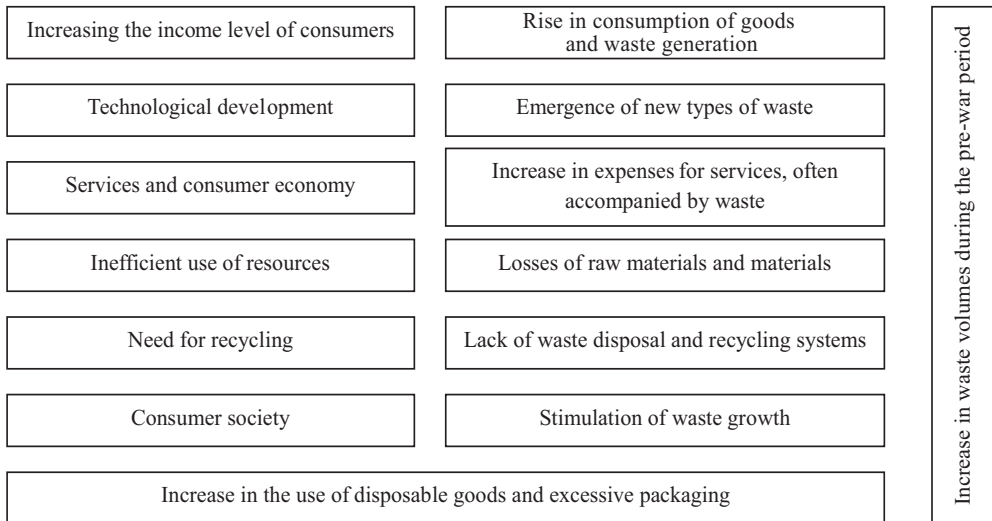 Increasing the income level of consumers
Rise in consumption of goods
and waste generation
Technological development
Emergence of new types of waste
Services and consumer economy
Increase in expenses for services, often
accompanied by waste
Inefficient use of resources
Losses of raw materials and materials
Need for recycling
Lack of waste disposal and recycling systems
Consumer society
Stimulation of waste growth
Increase in the use of disposable goods and excessive packaging
Increase in waste volumes during the pre-war period